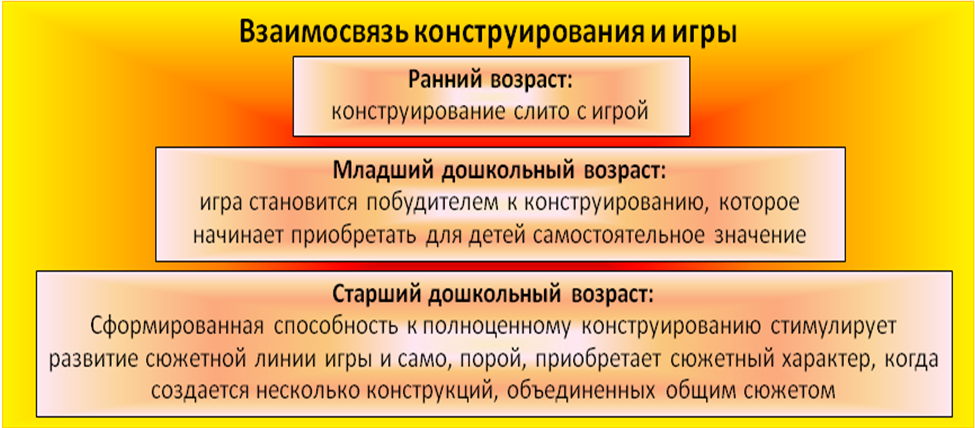 Взаимосвязь конструирования и игры
Ранний возраст:
конструирование слито с игрой
Младший дошкольный возраст:
игра становится побудителем к конструированию, которое
начинает приобретать для детей самостоятельное значение
Старший дошкольный возраст:
Сформированная способность к полноценному конструированию стимулирует
развитие сюжетной линии игры и само, порой, приобретает сюжетный характер, когда
создается несколько конструкций, объединенных общим сюжетом